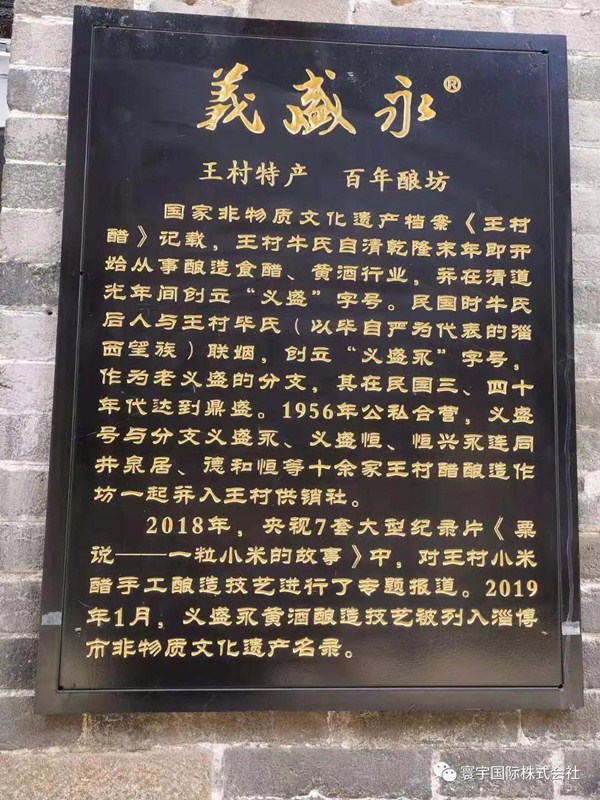 義盛永®
王村特产 百年酿坊
国家非物质文化遗产档案《王村
醋》记载，王村牛氏自清乾隆末年即开
始从事酿造食醋、黄酒行业，并在清道
光年间创立“义盛”字号。民国时牛氏
后人与王村毕氏（以毕自严为代表的淄
西望族）联烟，创立“义盛永”字号，
作为老义盛的分支，其在民国三、四十
年代达到鼎盛。1956年公私合营，义盛
号与分支义盛永、义盛恒、恒兴永连同
井泉居、德和恒等十余家王村醋酿造作
坊一起并入王村供销社。
2018年，央视7套大型纪录片《粟
说——一粒小米的故事》中，对王村小米
醋手工酿造技艺进行了专题报道。2019
年1月，义盛永黄酒酿造技艺被列入淄博
市非物质文化遗产名录。
寰宇国际株式会社